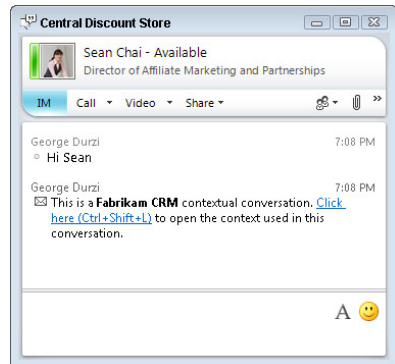 Central Discount Store
Sean Chai - Available
Director of Affiliate Marketing and Partnerships
IM Call Video Share
George Durzi 7:08 PM
Hi Sean
George Durzi 7:08 PM
This is a Fabrikam CRM contextual conversation. Click
here (Ctrl+Shift+L) to open the context used in this
conversation.
A